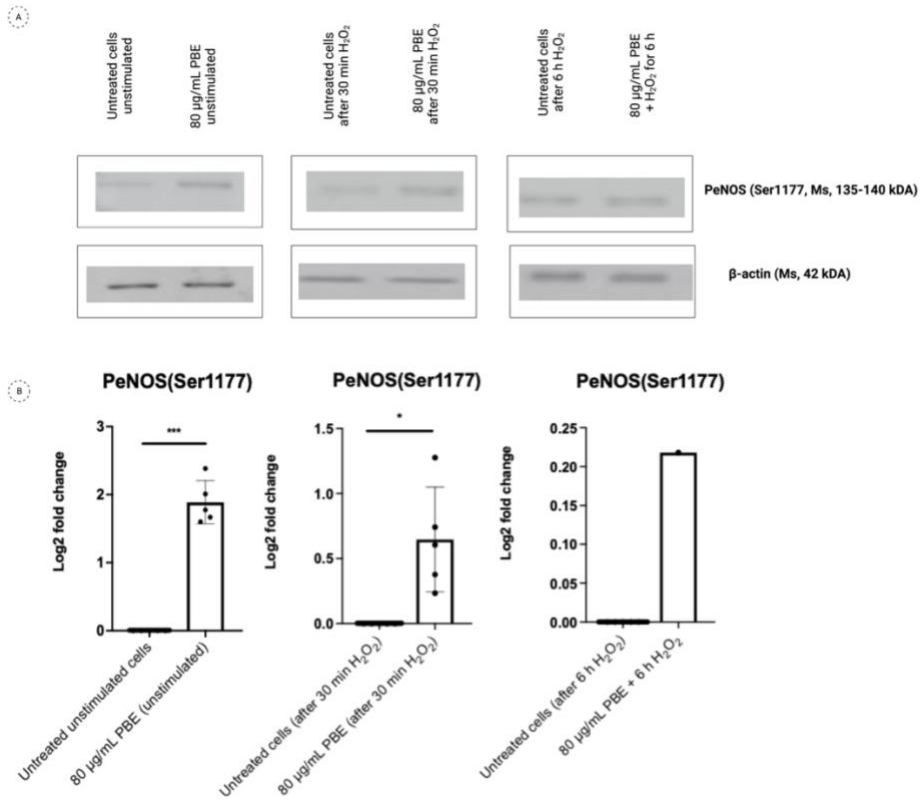 A
Untreated cells
unstimulated
80 µg/mL PBE
unstimulated
Untreated cells
after 30 min H₂O₂
80 µg/mL PBE
after 30 min H₂O₂
Untreated cells
after 6 h H₂O₂
80 µg/mL PBE
+ H₂O₂ for 6 h
PeNOS (Ser1177, Ms, 135-140 kDA)
β-actin (Ms, 42 kDA)
B
PeNOS(Ser1177)
Log2 fold change
3
2
1
0
***
Untreated unstimulated cells
80 µg/mL PBE (unstimulated)
PeNOS(Ser1177)
Log2 fold change
1.5
1.0
0.5
0.0
*
Untreated cells (after 30 min H₂O₂)
80 µg/mL PBE (after 30 min H₂O₂)
PeNOS(Ser1177)
Log2 fold change
0.25
0.20
0.15
0.10
0.05
0.00
Untreated cells (after 6 h H₂O₂)
80 µg/mL PBE + 6 h H₂O₂